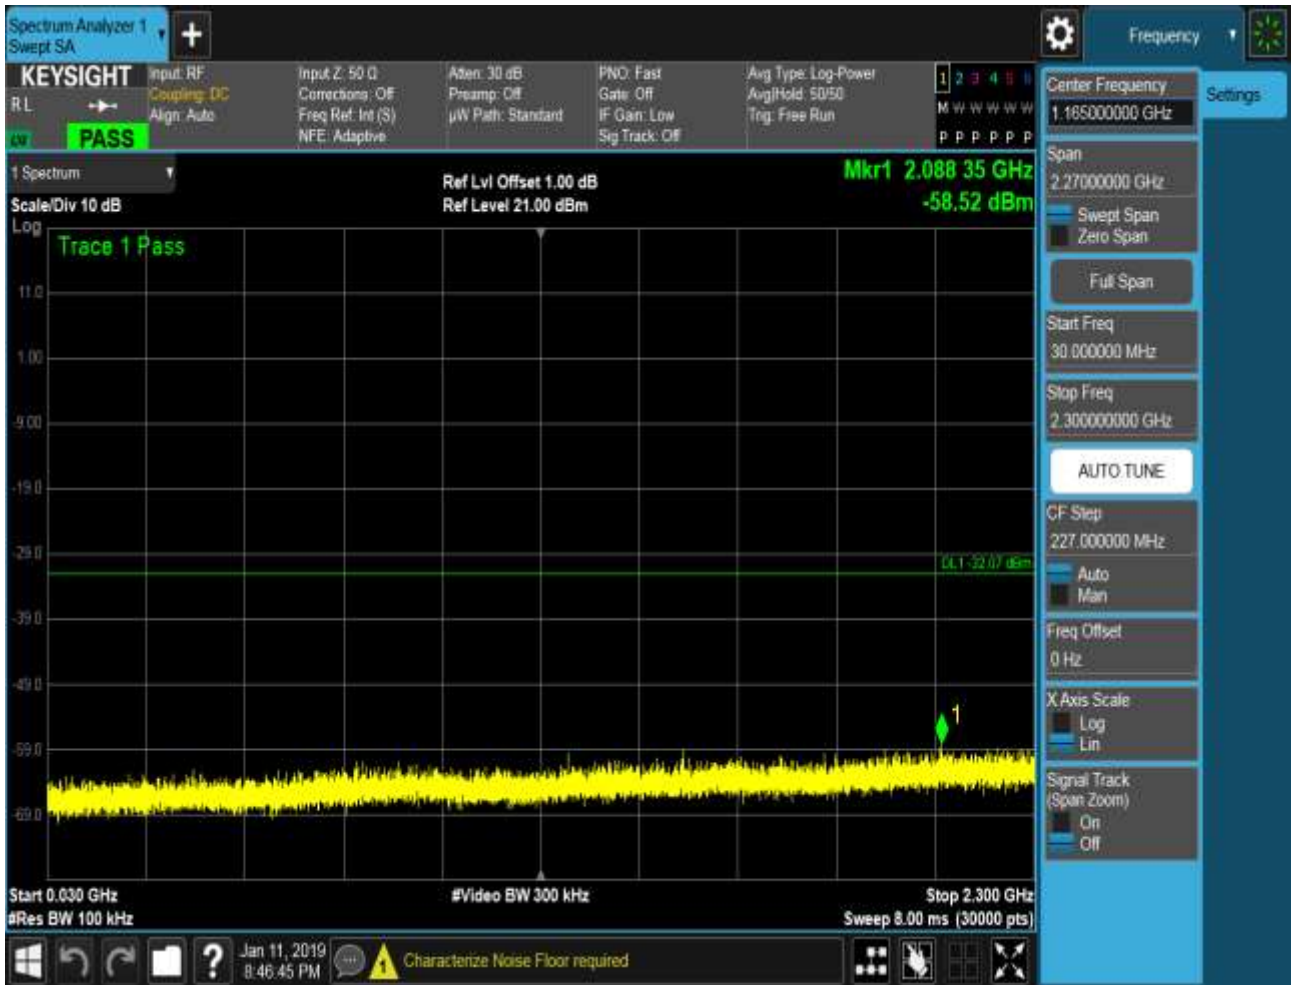 Spectrum Analyzer 1
Swept SA
Frequency
KEYSIGHT
R L
PASS
Input: RF
Coupling: DC
Align: Auto
Input Z: 50 Ω
Corrections: Off
Freq Ref: Int (S)
NFE: Adaptive
Atten: 30 dB
Preamp: Off
µW Path: Standard
PNO: Fast
Gate: Off
IF Gain: Low
Sig Track: Off
Avg Type: Log-Power
Avg|Hold: 50/50
Trig: Free Run
1 2 3 4 5 6
M W W W W W
P P P P P P
1 Spectrum
Scale/Div 10 dB
Ref Lvl Offset 1.00 dB
Ref Level 21.00 dBm
Mkr1 2.088 35 GHz
-58.52 dBm
Log
Trace 1 Pass
11.0
1.00
-9.00
-19.0
-29.0
DL1 -32.07 dBm
-39.0
-49.0
1
-59.0
-69.0
Start 0.030 GHz
#Video BW 300 kHz
Stop 2.300 GHz
#Res BW 100 kHz
Sweep 8.00 ms (30000 pts)
Jan 11, 2019
8:46:45 PM
?
1
Characterize Noise Floor required
Center Frequency
1.165000000 GHz
Settings
Span
2.27000000 GHz
Swept Span
Zero Span
Full Span
Start Freq
30.000000 MHz
Stop Freq
2.300000000 GHz
AUTO TUNE
CF Step
227.000000 MHz
Auto
Man
Freq Offset
0 Hz
X Axis Scale
Log
Lin
Signal Track
(Span Zoom)
On
Off